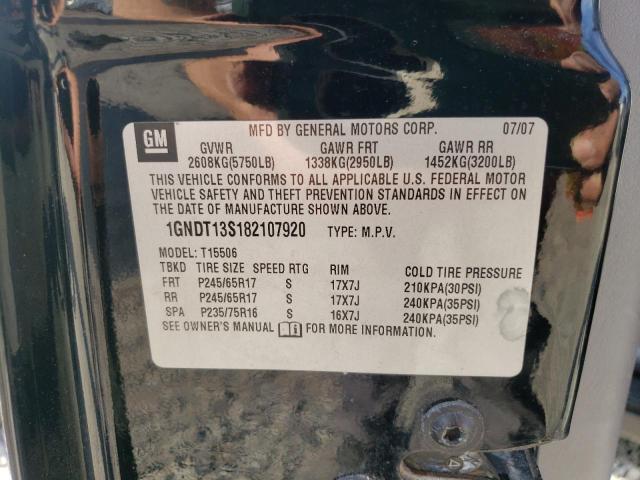 GM
MFD BY GENERAL MOTORS CORP. 07/07
GVWR GAWR FRT GAWR RR
2608KG(5750LB) 1338KG(2950LB) 1452KG(3200LB)
THIS VEHICLE CONFORMS TO ALL APPLICABLE U.S. FEDERAL MOTOR
VEHICLE SAFETY AND THEFT PREVENTION STANDARDS IN EFFECT ON
THE DATE OF MANUFACTURE SHOWN ABOVE.
1GNDT13S182107920 TYPE: M.P.V.
MODEL: T15506
TBKD TIRE SIZE SPEED RTG RIM COLD TIRE PRESSURE
FRT P245/65R17 S 17X7J 210KPA(30PSI)
RR P245/65R17 S 17X7J 240KPA(35PSI)
SPA P235/75R16 S 16X7J 240KPA(35PSI)
SEE OWNER'S MANUAL FOR MORE INFORMATION.